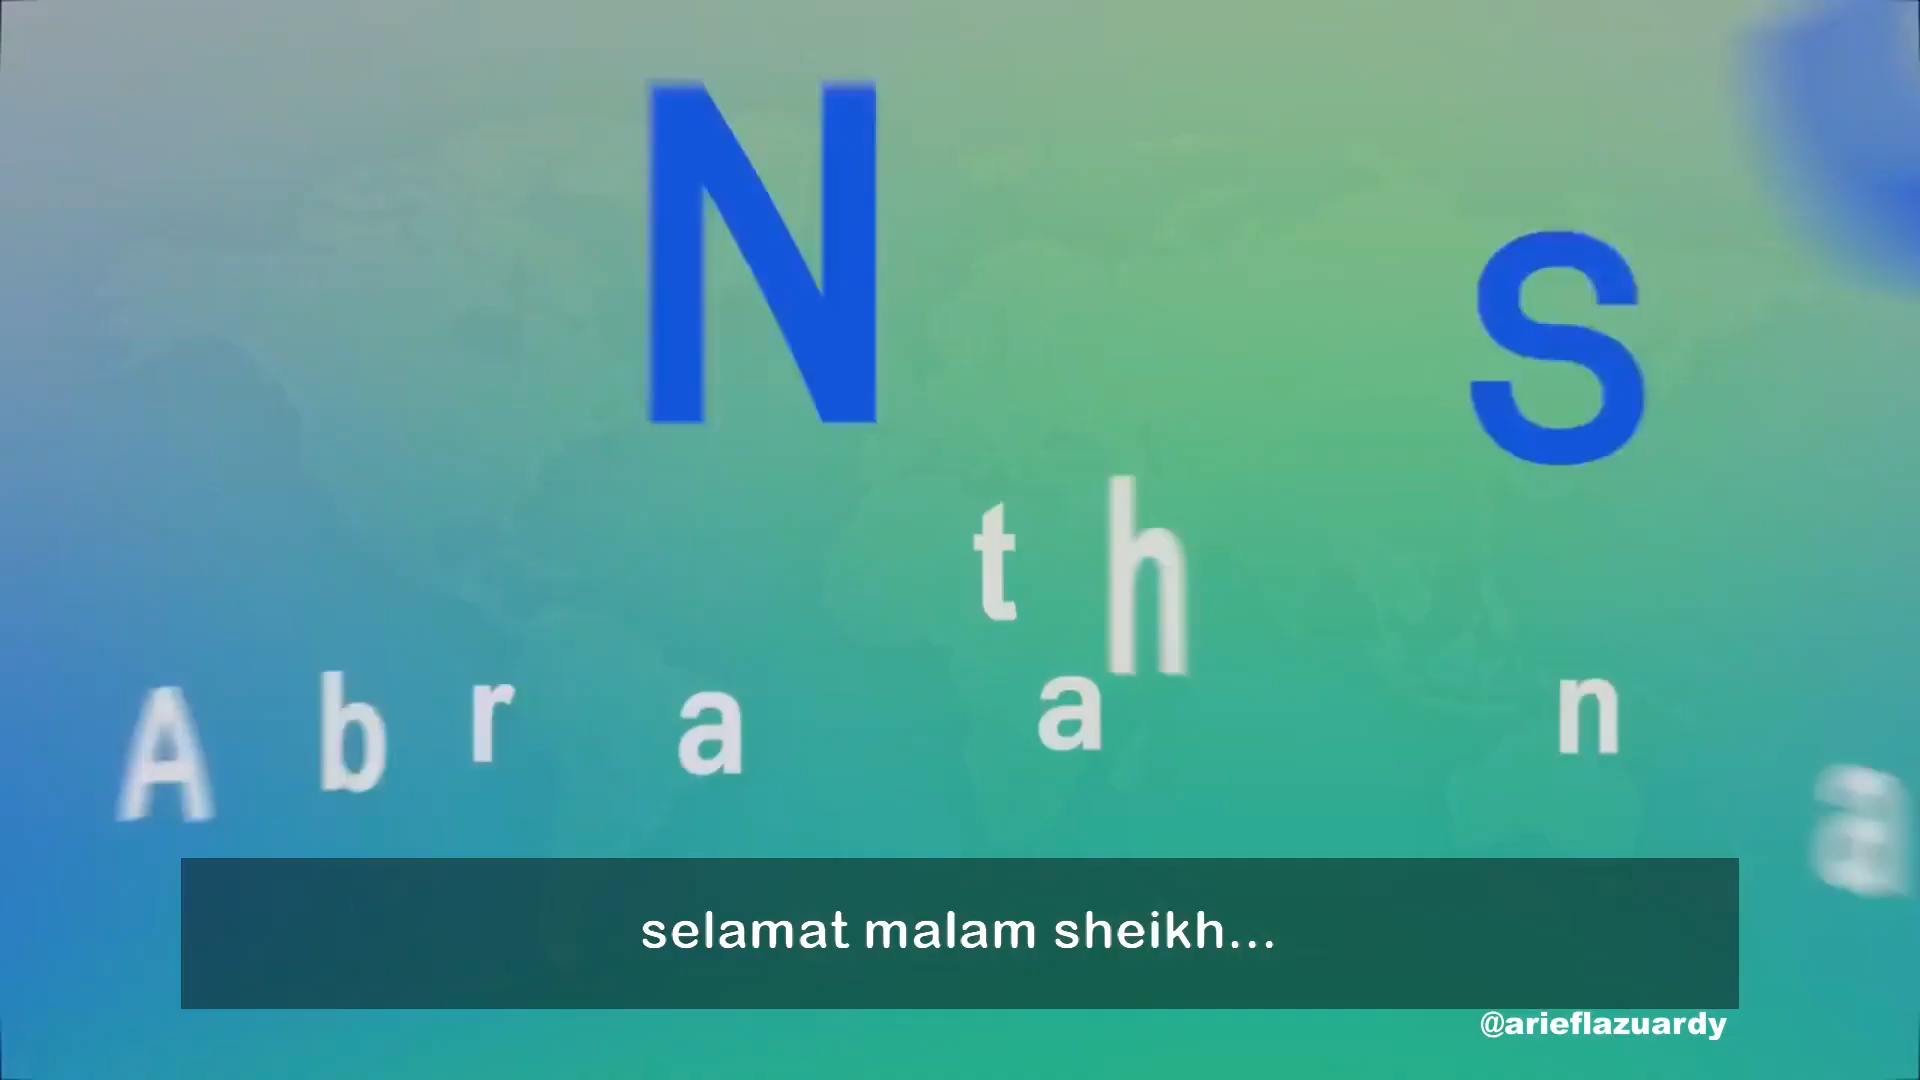 N S
t h
A b r a a n a
selamat malam sheikh...
@arieflazuardy